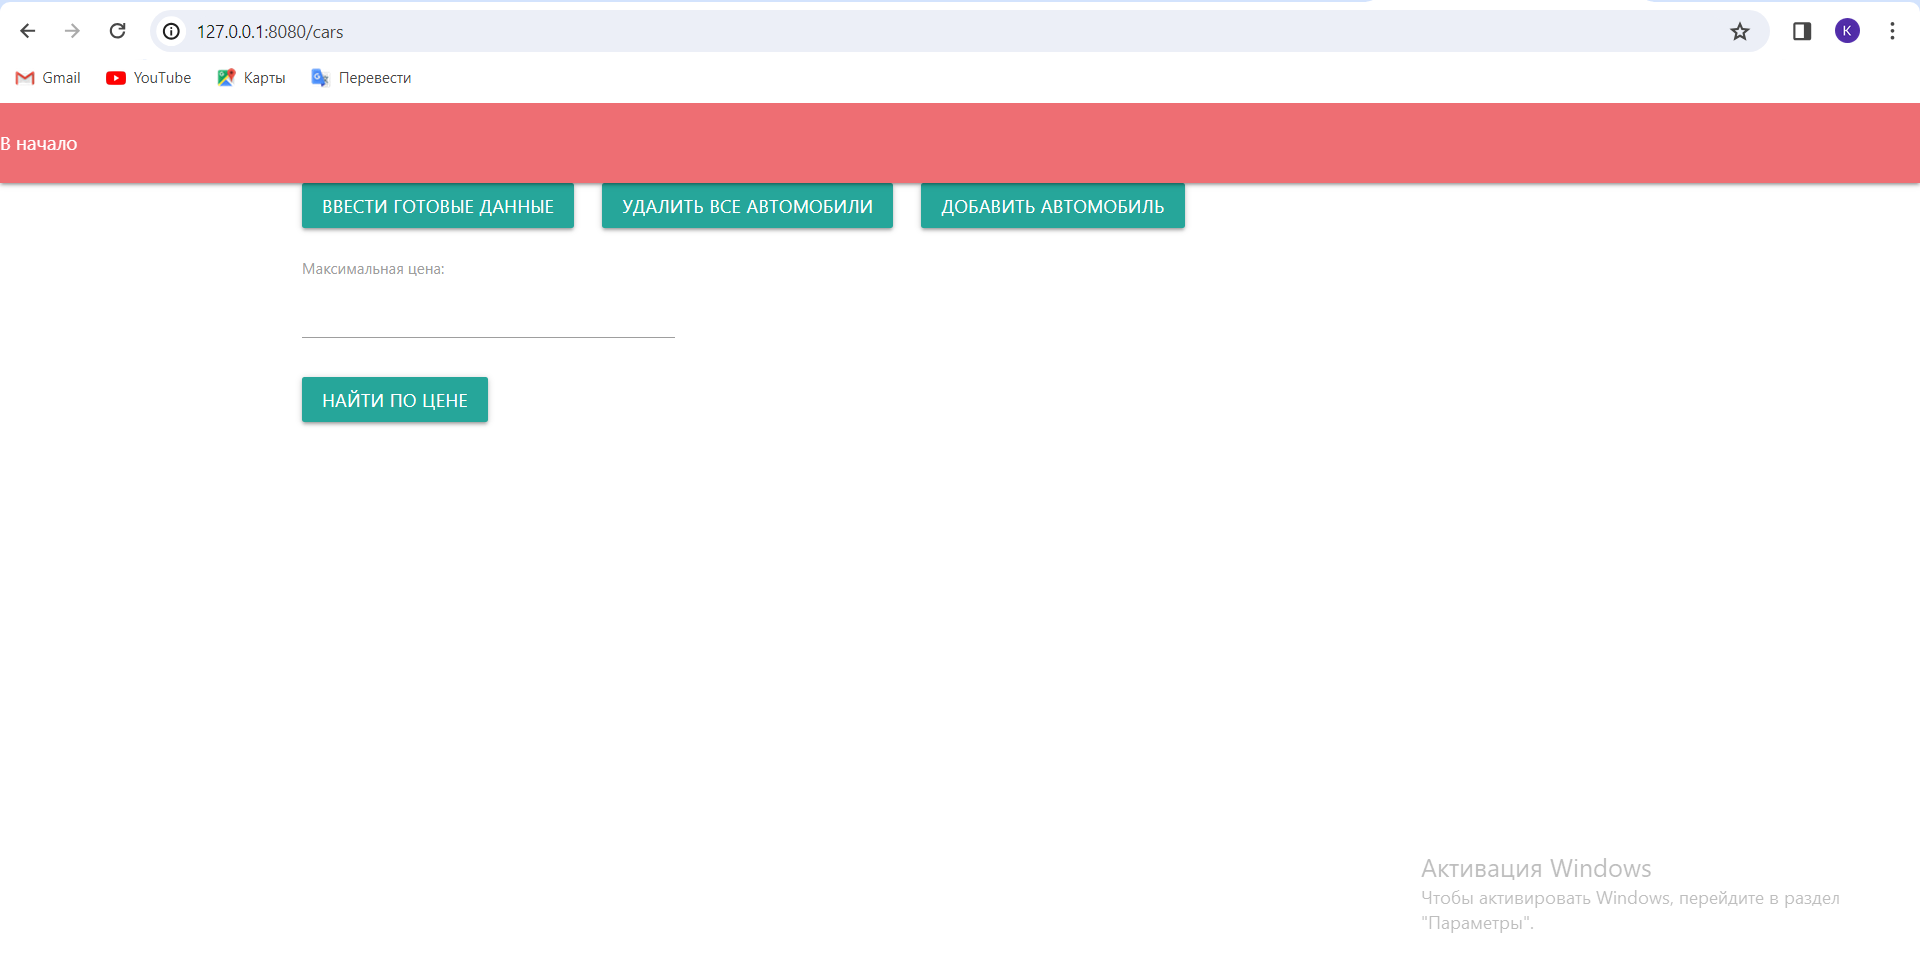 127.0.0.1:8080/cars
K
Gmail YouTube Карты Перевести
В начало
ВВЕСТИ ГОТОВЫЕ ДАННЫЕ УДАЛИТЬ ВСЕ АВТОМОБИЛИ ДОБАВИТЬ АВТОМОБИЛЬ
Максимальная цена:
НАЙТИ ПО ЦЕНЕ
Активация Windows
Чтобы активировать Windows, перейдите в раздел
"Параметры".